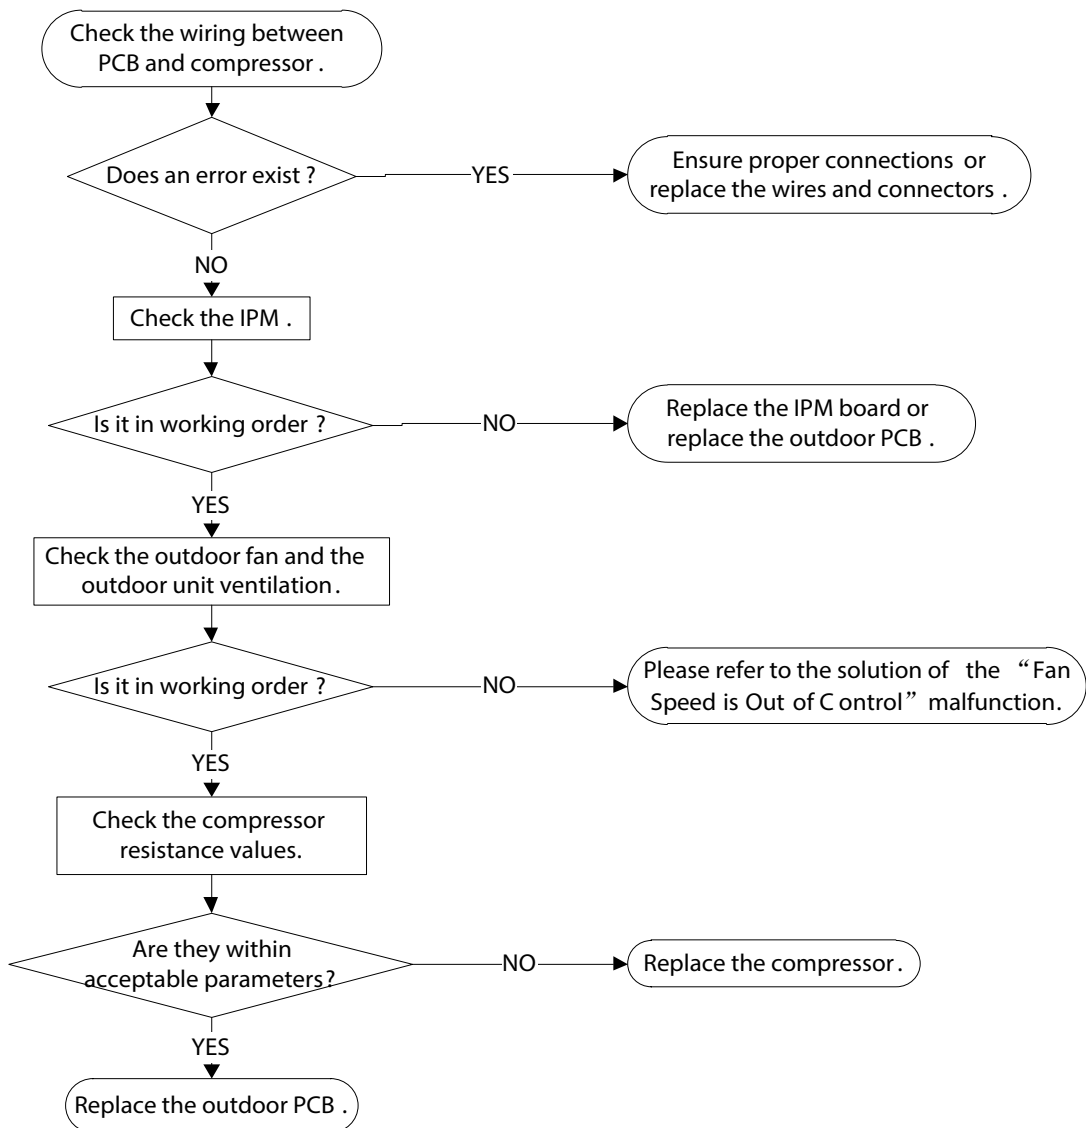 Check the wiring between
PCB and compressor .
Does an error exist ?
YES
Ensure proper connections or
replace the wires and connectors .
NO
Check the IPM .
Is it in working order ?
NO
Replace the IPM board or
replace the outdoor PCB .
YES
Check the outdoor fan and the
outdoor unit ventilation .
Is it in working order ?
NO
Please refer to the solution of the “Fan
Speed is Out of C ontrol” malfunction.
YES
Check the compressor
resistance values.
Are they within
acceptable parameters?
NO
Replace the compressor .
YES
Replace the outdoor PCB .